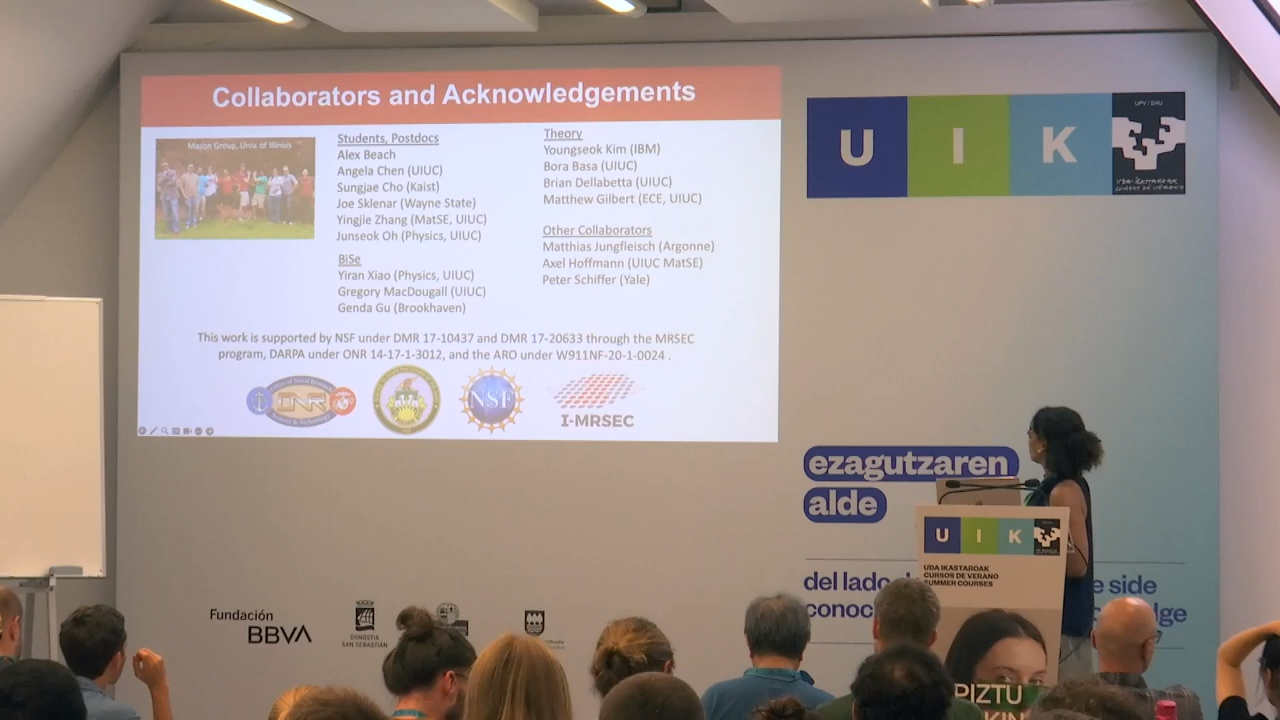 Collaborators and Acknowledgements
Mason Group, Univ. of Illinois
Students, Postdocs
Alex Beach
Angela Chen (UIUC)
Sungjae Cho (Kaist)
Joe Sklenar (Wayne State)
Yingjie Zhang (MatSE, UIUC)
Junseok Oh (Physics, UIUC)
BiSe
Yiran Xiao (Physics, UIUC)
Gregory MacDougall (UIUC)
Genda Gu (Brookhaven)
Theory
Youngseok Kim (IBM)
Bora Basa (UIUC)
Brian Dellabetta (UIUC)
Matthew Gilbert (ECE, UIUC)
Other Collaborators
Matthias Jungfleisch (Argonne)
Axel Hoffmann (UIUC MatSE)
Peter Schiffer (Yale)
This work is supported by NSF under DMR 17-10437 and DMR 17-20633 through the MRSEC
program, DARPA under ONR 14-17-1-3012, and the ARO under W911NF-20-1-0024 .
ONR
NSF
I-MRSEC
U I K
UPV / EHU
UDA IKASTAROAK
ezagutzaren
alde
del lado
e side
U I K
UDA IKASTAROAK
CURSOS DE VERANO
SUMMER COURSES
PIZTU
Fundación
BBVA
DONOSTIA
SAN SEBASTIÁN